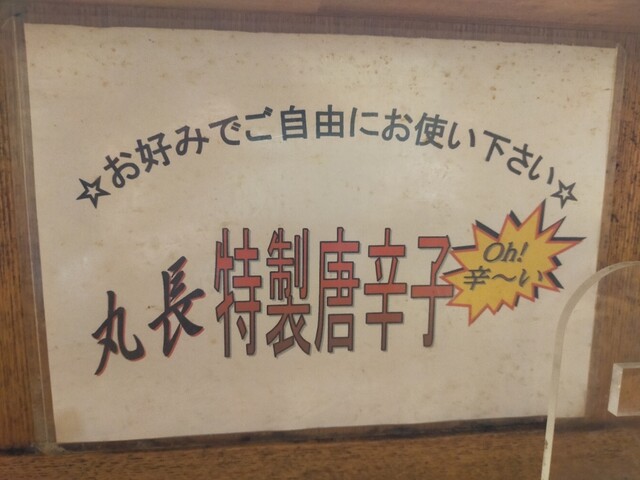 ☆お好みでご自由にお使い下さい☆
丸長 特製唐辛子
Oh!
辛～い